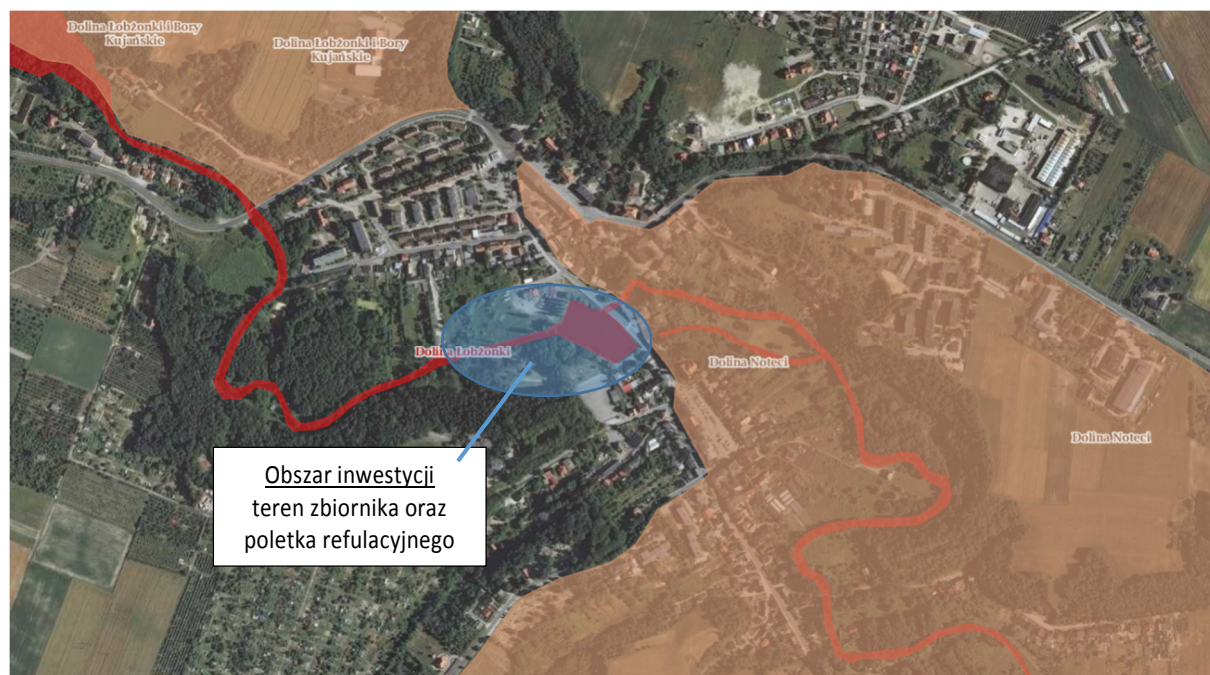 Dolina Łobżonki i Bory
Kujańskie
Dolina Łobżonki i Bory
Kujańskie
Dolina Łobżonki
Dolina Noteci
Dolina Noteci
Obszar inwestycji
teren zbiornika oraz
poletka refulacyjnego